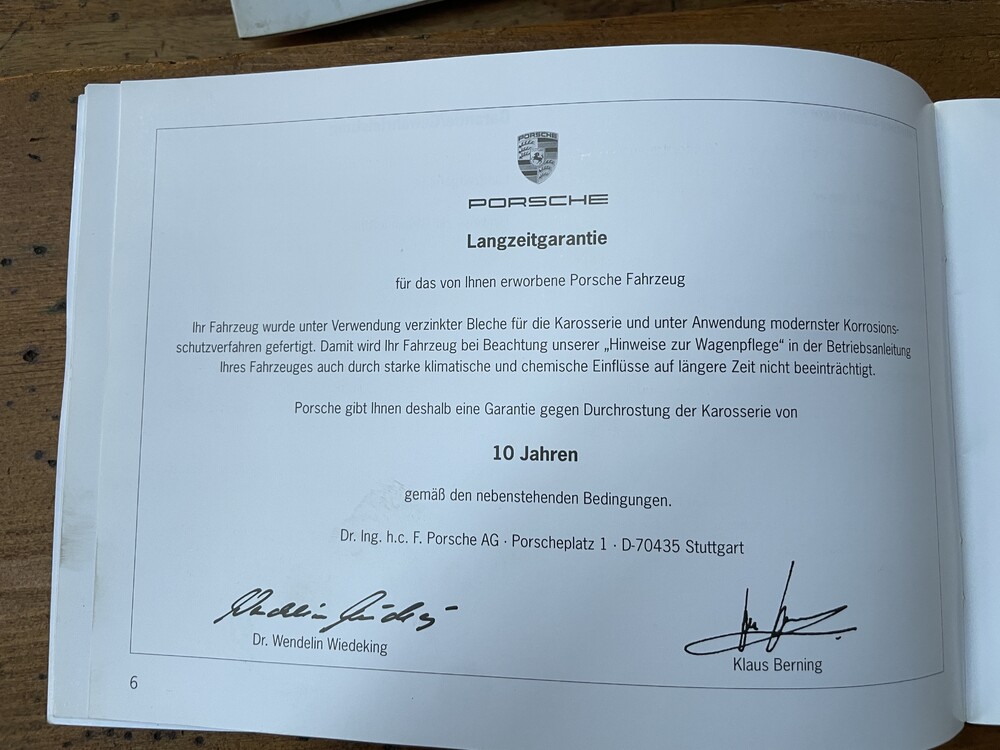 PORSCHE
PORSCHE
Langzeitgarantie
für das von Ihnen erworbene Porsche Fahrzeug
Ihr Fahrzeug wurde unter Verwendung verzinkter Bleche für die Karosserie und unter Anwendung modernster Korrosions-
schutzverfahren gefertigt. Damit wird Ihr Fahrzeug bei Beachtung unserer „Hinweise zur Wagenpflege“ in der Betriebsanleitung
Ihres Fahrzeuges auch durch starke klimatische und chemische Einflüsse auf längere Zeit nicht beeinträchtigt.
Porsche gibt Ihnen deshalb eine Garantie gegen Durchrostung der Karosserie von
10 Jahren
gemäß den nebenstehenden Bedingungen.
Dr. Ing. h.c. F. Porsche AG · Porscheplatz 1 · D-70435 Stuttgart
Dr. Wendelin Wiedeking
Klaus Berning
6